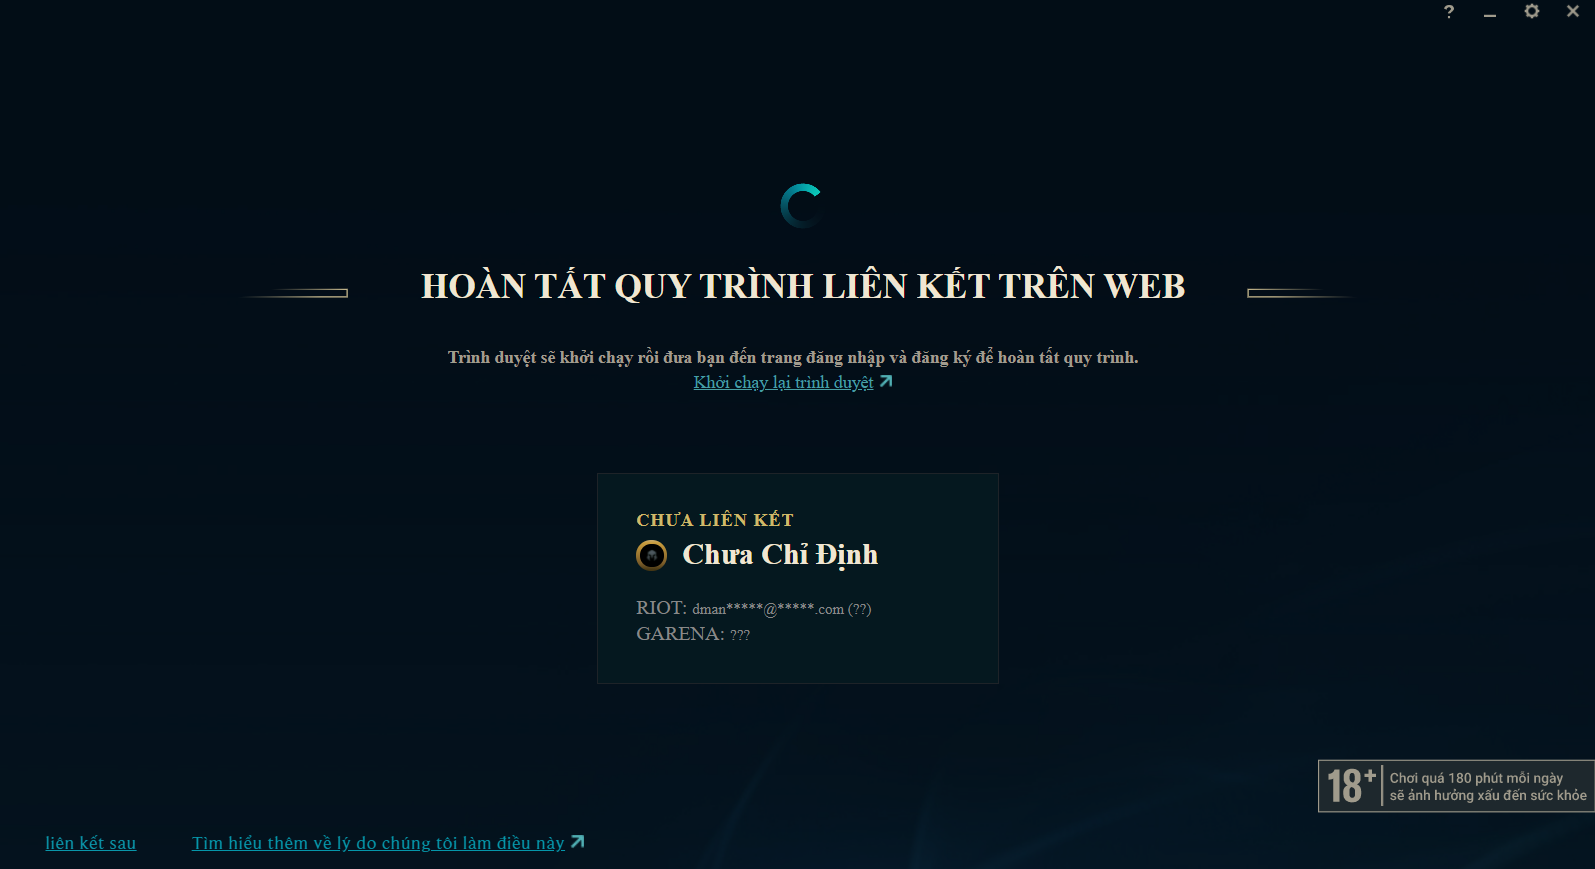 ?
HOÀN TẤT QUY TRÌNH LIÊN KẾT TRÊN WEB
Trình duyệt sẽ khởi chạy rồi đưa bạn đến trang đăng nhập và đăng ký để hoàn tất quy trình.
Khởi chạy lại trình duyệt
CHƯA LIÊN KẾT
Chưa Chỉ Định
RIOT: dman*****@*****.com (??)
GARENA: ???
18+
Chơi quá 180 phút mỗi ngày
sẽ ảnh hưởng xấu đến sức khỏe
liên kết sau
Tìm hiểu thêm về lý do chúng tôi làm điều này